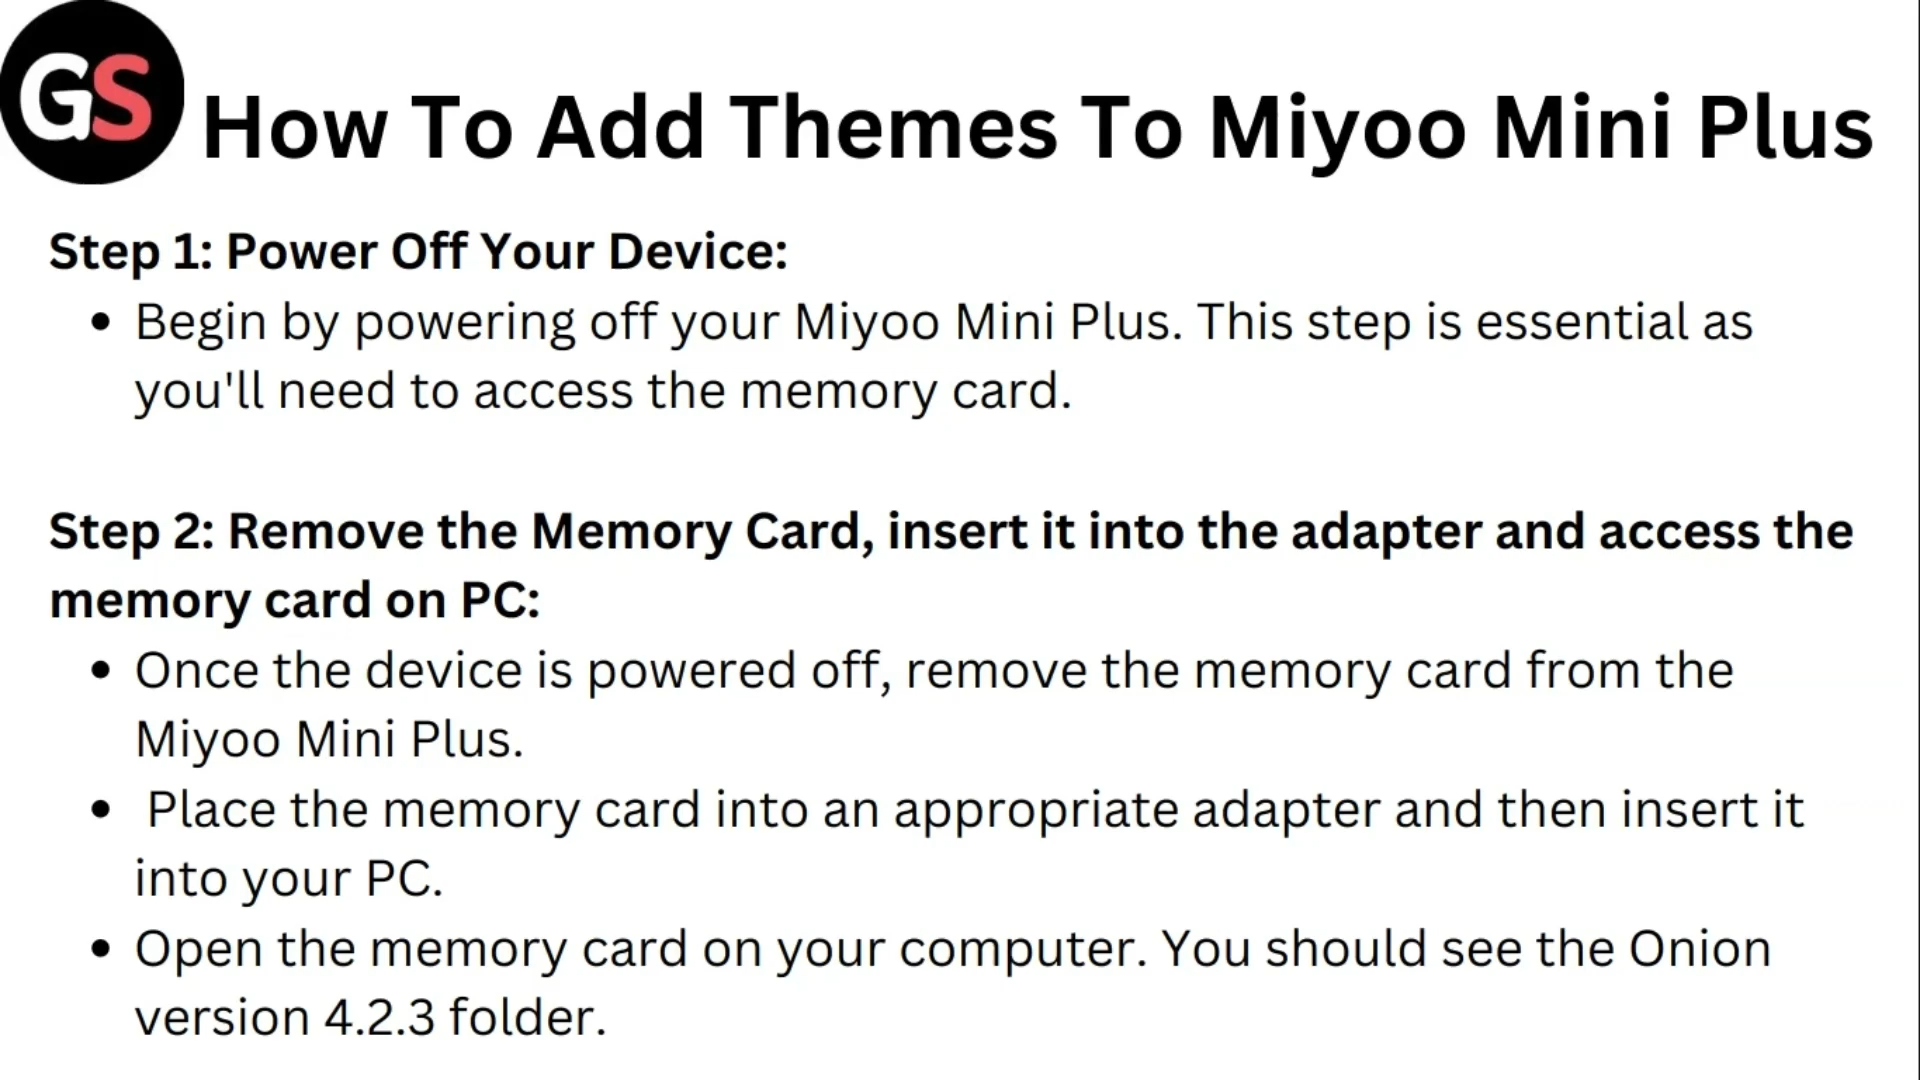 GS
How To Add Themes To Miyoo Mini Plus
Step 1: Power Off Your Device:
• Begin by powering off your Miyoo Mini Plus. This step is essential as
you'll need to access the memory card.
Step 2: Remove the Memory Card, insert it into the adapter and access the
memory card on PC:
• Once the device is powered off, remove the memory card from the
Miyoo Mini Plus.
• Place the memory card into an appropriate adapter and then insert it
into your PC.
• Open the memory card on your computer. You should see the Onion
version 4.2.3 folder.